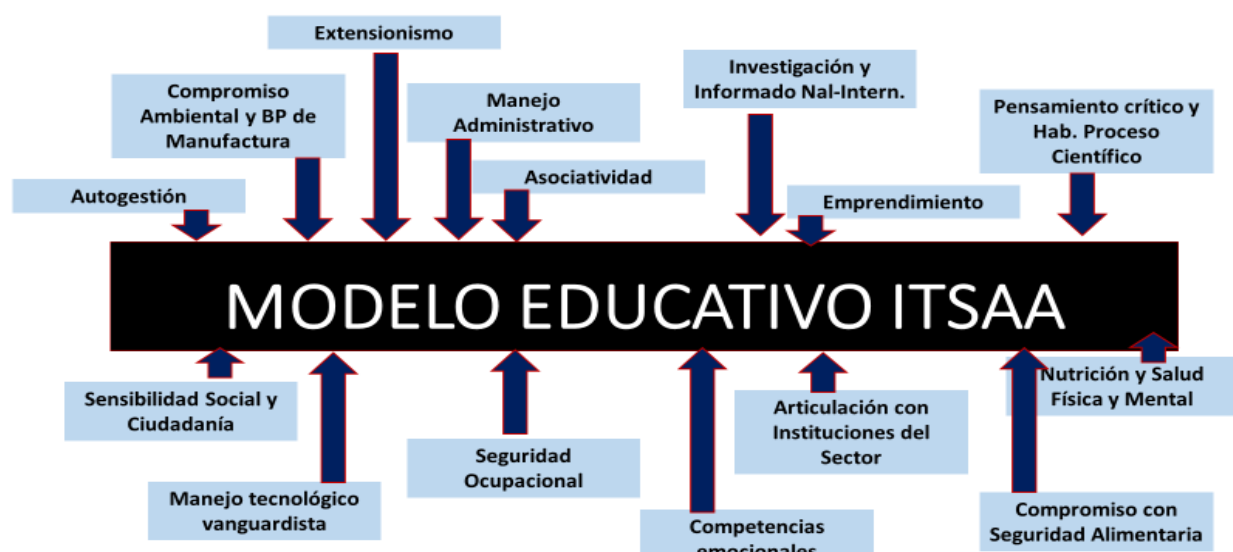 Extensionismo
Investigación y
Informado Nal-Intern.
Compromiso
Ambiental y BP de
Manufactura
Manejo
Administrativo
Pensamiento crítico y
Hab. Proceso
Científico
Asociatividad
Autogestión
Emprendimiento
MODELO EDUCATIVO ITSAA
Sensibilidad Social y
Ciudadanía
Nutrición y Salud
Física y Mental
Articulación con
Instituciones del
Sector
Seguridad
Ocupacional
Manejo tecnológico
vanguardista
Compromiso con
Seguridad Alimentaria
Competencias
emocionales